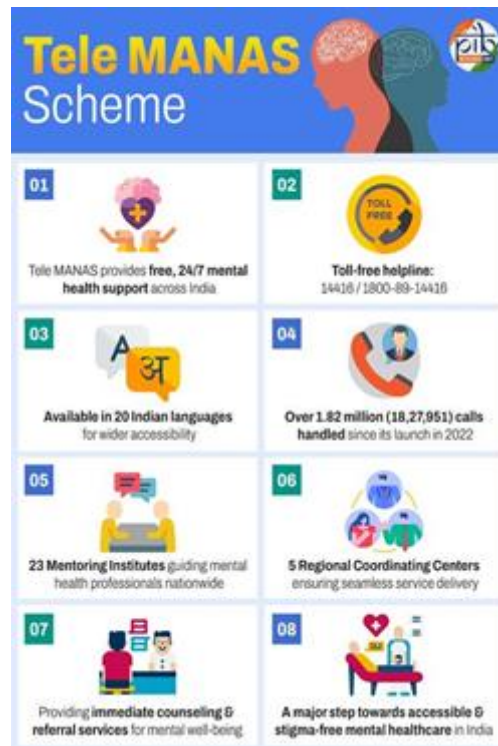 Tele MANAS
Scheme
pib
01
Tele MANAS provides free, 24/7 mental
health support across India
02
TOLL
FREE
Toll-free helpline:
14416 / 1800-89-14416
03
A
अ
Available in 20 Indian languages
for wider accessibility
04
Over 1.82 million (18,27,951) calls
handled since its launch in 2022
05
23 Mentoring Institutes guiding mental
health professionals nationwide
06
5 Regional Coordinating Centers
ensuring seamless service delivery
07
Providing immediate counseling &
referral services for mental well-being
08
A major step towards accessible &
stigma-free mental healthcare in India